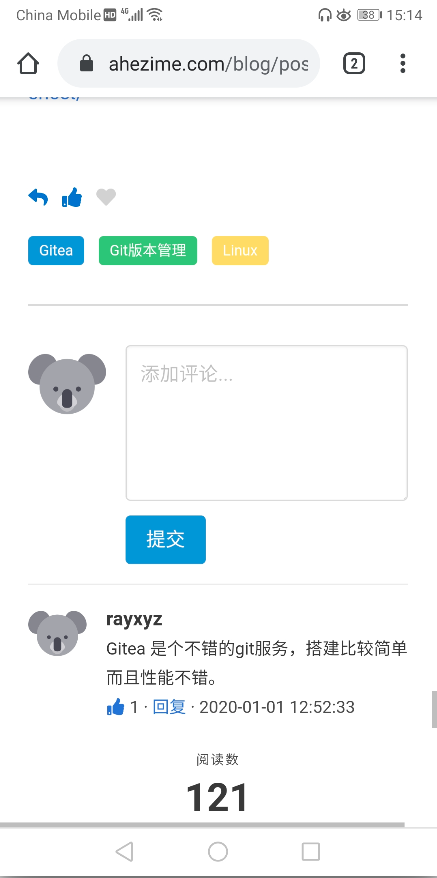 China Mobile HD 4G 38 15:14
ahezime.com/blog/pos
2
Gitea Git版本管理 Linux
添加评论...
提交
rayxyz
Gitea 是个不错的git服务，搭建比较简单
而且性能不错。
1 · 回复 · 2020-01-01 12:52:33
阅读数
121